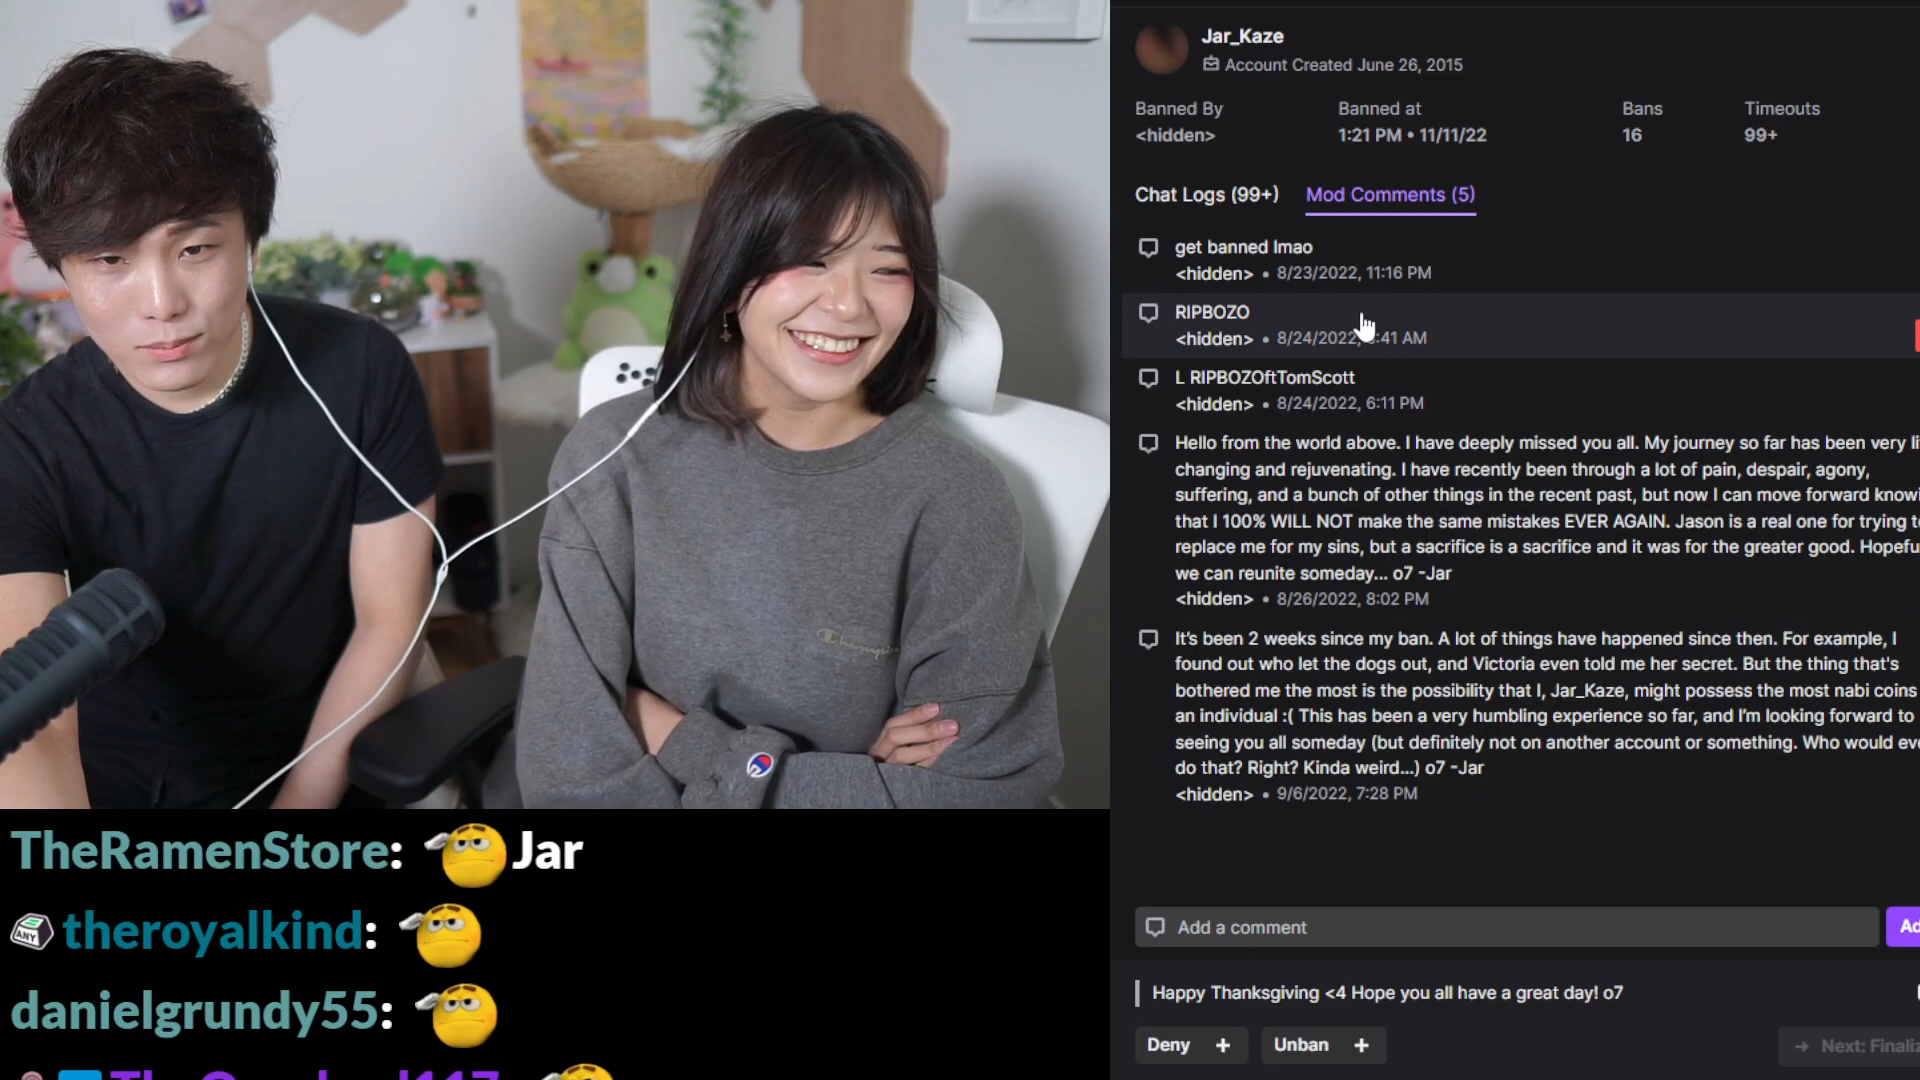 Jar_Kaze
Account Created June 26, 2015
Banned By
Banned at
Bans
Timeouts
<hidden>
1:21 PM • 11/11/22
16
99+
Chat Logs (99+)
Mod Comments (5)
get banned lmao
<hidden> • 8/23/2022, 11:16 PM
RIPBOZO
<hidden> • 8/24/2022, :41 AM
L RIPBOZOftTomScott
<hidden> • 8/24/2022, 6:11 PM
Hello from the world above. I have deeply missed you all. My journey so far has been very li
changing and rejuvenating. I have recently been through a lot of pain, despair, agony,
suffering, and a bunch of other things in the recent past, but now I can move forward knowi
that I 100% WILL NOT make the same mistakes EVER AGAIN. Jason is a real one for trying t
replace me for my sins, but a sacrifice is a sacrifice and it was for the greater good. Hopefu
we can reunite someday... o7 -Jar
<hidden> • 8/26/2022, 8:02 PM
It's been 2 weeks since my ban. A lot of things have happened since then. For example, I
found out who let the dogs out, and Victoria even told me her secret. But the thing that's
bothered me the most is the possibility that I, Jar_Kaze, might possess the most nabi coins
an individual :( This has been a very humbling experience so far, and I'm looking forward to
seeing you all someday (but definitely not on another account or something. Who would eve
do that? Right? Kinda weird...) o7 -Jar
<hidden> • 9/6/2022, 7:28 PM
Add a comment
Ad
Happy Thanksgiving <4 Hope you all have a great day! o7
Deny +
Unban +
→ Next: Finaliz
Champion
TheRamenStore: Jar
ANY theroyalkind:
danielgrundy55: